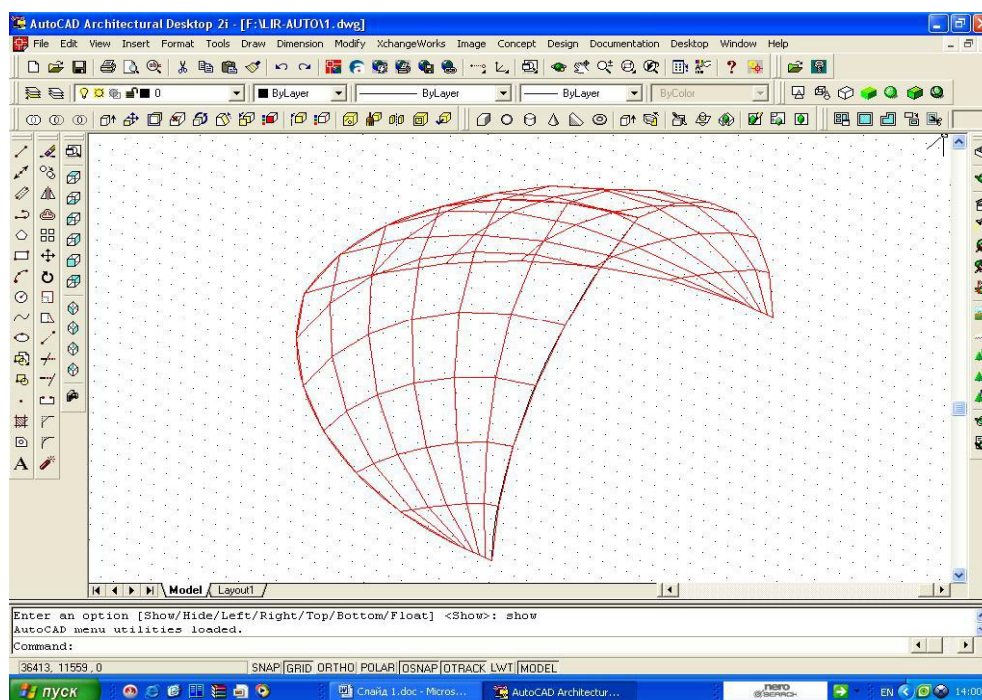 AutoCAD Architectural Desktop 2i - [F:\LIR-AUTO\1.dwg]
File Edit View Insert Format Tools Draw Dimension Modify XchangeWorks Image Concept Design Documentation Desktop Window Help
0 ByLayer ByLayer ByLayer ByColor
A
Model Layout1
Enter an option [Show/Hide/Left/Right/Top/Bottom/Float] <Show>: show
AutoCAD menu utilities loaded.
Command:
36413, 11559 , 0 SNAP GRID ORTHO POLAR OSNAP OTRACK LWT MODEL
пуск Слайд 1.doc - Micros... AutoCAD Architectur... nero SEARCH EN 14:00